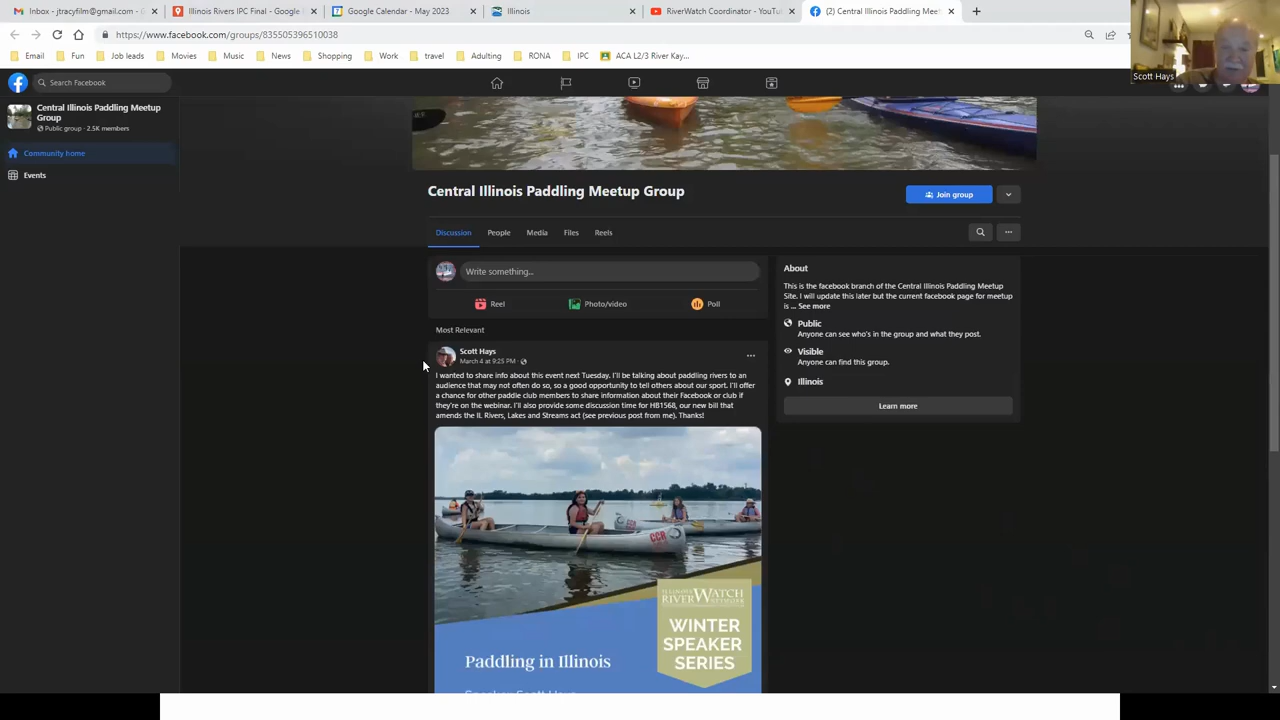 Inbox - jtracyfilm@gmail.com -
Illinois Rivers IPC Final - Google
Google Calendar - May 2023
Illinois
RiverWatch Coordinator - YouTu
(2) Central Illinois Paddling Meet
https://www.facebook.com/groups/835505396510038
Email
Fun
Job leads
Movies
Music
News
Shopping
Work
travel
Adulting
RONA
IPC
ACA L2/3 River Kay...
Scott Hays
Search Facebook
Central Illinois Paddling Meetup
Group
Public group · 2.5K members
Community home
Events
Central Illinois Paddling Meetup Group
Join group
Discussion
People
Media
Files
Reels
Write something...
Reel
Photo/video
Poll
About
This is the facebook branch of the Central Illinois Paddling Meetup
Site. I will update this later but the current facebook page for meetup
is ... See more
Public
Anyone can see who's in the group and what they post.
Visible
Anyone can find this group.
Illinois
Learn more
Most Relevant
Scott Hays
March 4 at 9:25 PM ·
I wanted to share info about this event next Tuesday. I'll be talking about paddling rivers to an
audience that may not often do so, so a good opportunity to tell others about our sport. I'll offer
a chance for other paddle club members to share information about their Facebook or club if
they're on the webinar. I'll also provide some discussion time for HB1568, our new bill that
amends the IL Rivers, Lakes and Streams act (see previous post from me). Thanks!
CCR
ILLINOIS
RIVERWATCH
NETWORK
WINTER
SPEAKER
SERIES
Paddling in Illinois